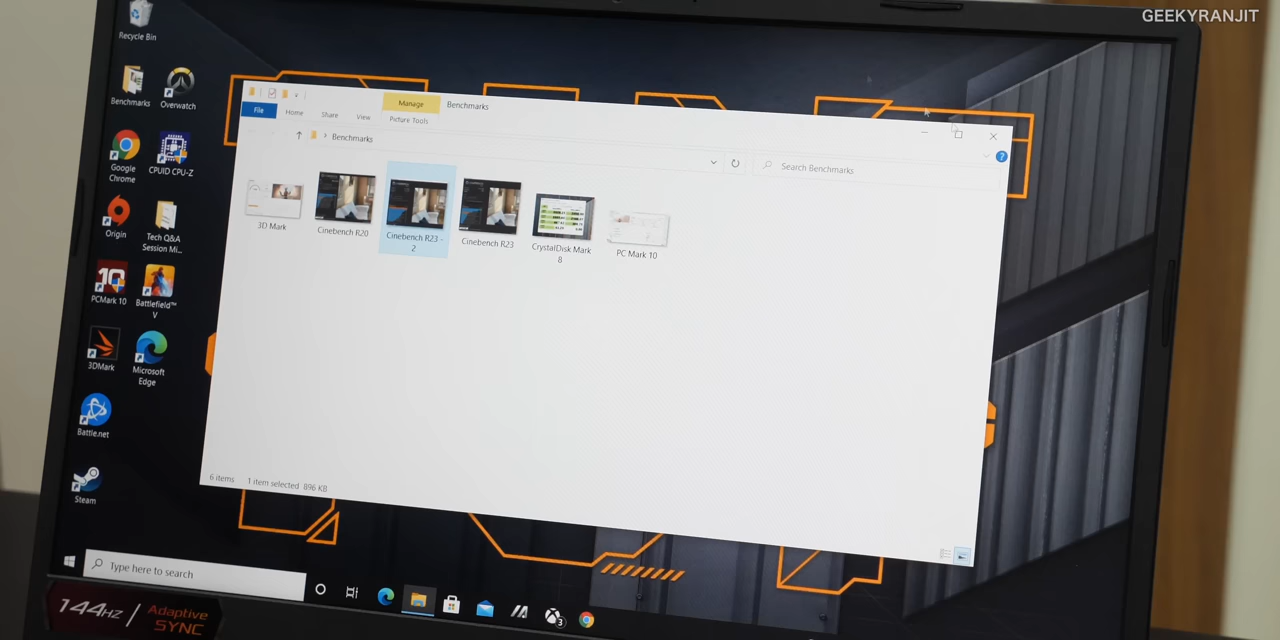 GEEKYRANJIT
Recycle Bin
Benchmarks
Overwatch
Google
Chrome
CPUID CPU-Z
Origin
Tech Q&A
Session Mi...
10
PCMark 10
Battlefield™
V
3DMark
Microsoft
Edge
Battle.net
Steam
Manage
Benchmarks
File
Home
Share
View
Picture Tools
Benchmarks
Search Benchmarks
3D Mark
Cinebench R20
Cinebench R23 -
2
Cinebench R23
CrystalDisk Mark
8
PC Mark 10
6 items
1 item selected 896 KB
Type here to search
3
144Hz / Adaptive
SYNC